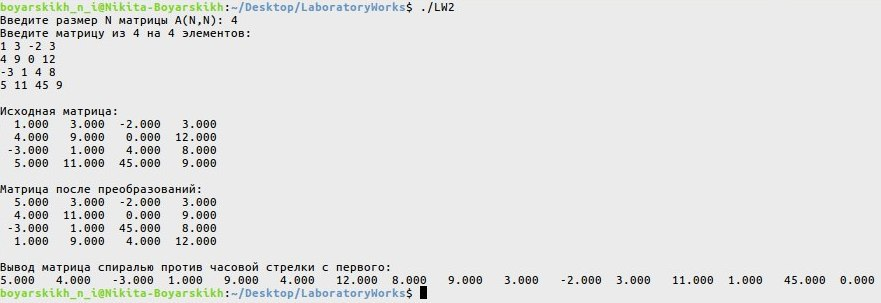 boyarskikh_n_i@Nikita-Boyarskikh:~/Desktop/LaboratoryWorks$ ./LW2
Введите размер N матрицы A(N,N): 4
Введите матрицу из 4 на 4 элементов:
1 3 -2 3
4 9 0 12
-3 1 4 8
5 11 45 9
Исходная матрица:
1.000 3.000 -2.000 3.000
4.000 9.000 0.000 12.000
-3.000 1.000 4.000 8.000
5.000 11.000 45.000 9.000
Матрица после преобразований:
5.000 3.000 -2.000 3.000
4.000 11.000 0.000 9.000
-3.000 1.000 45.000 8.000
1.000 9.000 4.000 12.000
Вывод матрица спиралью против часовой стрелки с первого:
5.000 4.000 -3.000 1.000 9.000 4.000 12.000 8.000 9.000 3.000 -2.000 3.000 11.000 1.000 45.000 0.000
boyarskikh_n_i@Nikita-Boyarskikh:~/Desktop/LaboratoryWorks$